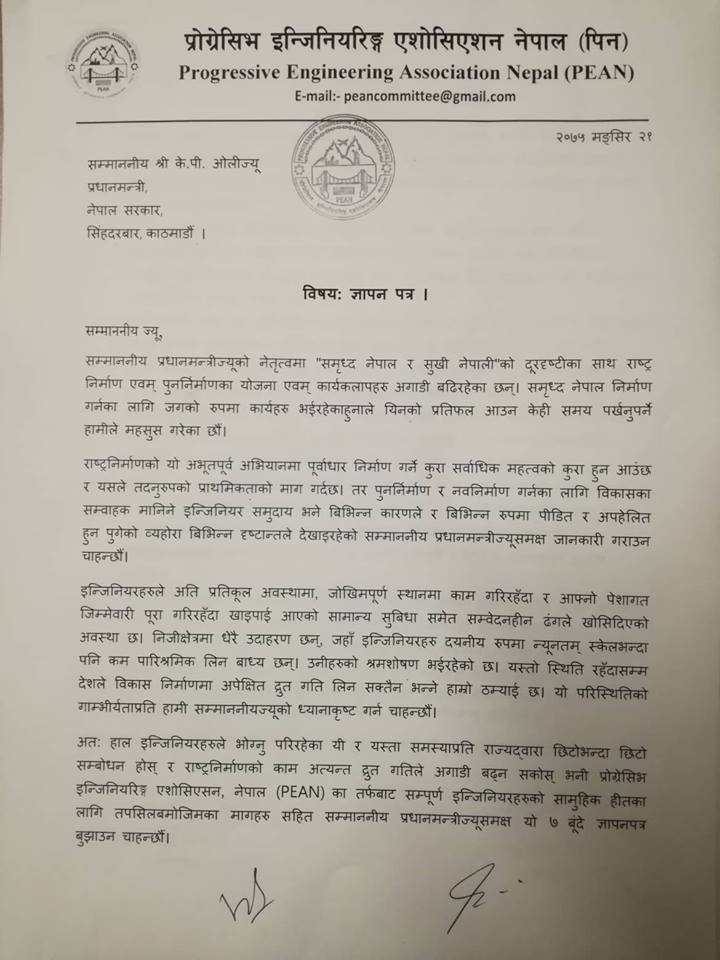 प्रोग्रेसिभ इन्जिनियरिङ्ग एशोसिएशन नेपाल (पिन)
Progressive Engineering Association Nepal (PEAN)
E-mail:- peancommittee@gmail.com
२०७५ मङ्सिर २१
सम्माननीय श्री के.पी. ओलीज्यू
प्रधानमन्त्री,
नेपाल सरकार,
सिंहदरबार, काठमाडौं ।
विषय: ज्ञापन पत्र ।
सम्माननीय ज्यू,
सम्माननीय प्रधानमन्त्रीज्यूको नेतृत्वमा "समृध्द नेपाल र सुखी नेपाली"को दूरदृष्टीका साथ राष्ट्र
निर्माण एवम् पुनर्निर्माणका योजना एवम् कार्यकलापहरु अगाडी बढिरहेका छन्। समृध्द नेपाल निर्माण
गर्नका लागि जगको रुपमा कार्यहरु भईरहेकाहुनाले यिनको प्रतिफल आउन केही समय पर्खनुपर्ने
हामीले महसुस गरेका छौं।
राष्ट्रनिर्माणको यो अभूतपूर्व अभियानमा पूर्वाधार निर्माण गर्ने कुरा सर्वाधिक महत्वको कुरा हुन आउंछ
र यसले तदनुरुपको प्राथमिकताको माग गर्दछ। तर पुनर्निर्माण र नवनिर्माण गर्नका लागि विकासका
सम्वाहक मानिने इन्जिनियर समुदाय भने बिभिन्न कारणले र बिभिन्न रुपमा पीडित र अपहेलित
हुन पुगेको व्यहोरा बिभिन्न दृष्टान्तले देखाइरहेको सम्माननीय प्रधानमन्त्रीज्यूसमक्ष जानकारी गराउन
चाहन्छौं।
इन्जिनियरहरुले अति प्रतिकूल अवस्थामा, जोखिमपूर्ण स्थानमा काम गरिरहँदा र आफ्नो पेशागत
जिम्मेवारी पूरा गरिरहँदा खाइपाई आएको सामान्य सुबिधा समेत सम्वेदनहीन ढंगले खोसिदिएको
अवस्था छ। निजीक्षेत्रमा धेरै उदाहरण छन्, जहाँ इन्जिनियरहरु दयनीय रुपमा न्यूनतम् स्केलभन्दा
पनि कम पारिश्रमिक लिन बाध्य छन्। उनीहरुको श्रमशोषण भईरहेको छ। यस्तो स्थिति रहँदासम्म
देशले विकास निर्माणमा अपेक्षित द्रुत गति लिन सक्तैन भन्ने हाम्रो ठम्याई छ। यो परिस्थितिको
गाम्भीर्यताप्रति हामी सम्माननीयज्यूको ध्यानाकृष्ट गर्न चाहन्छौं।
अत: हाल इन्जिनियरहरुले भोग्नु परिरहेका यी र यस्ता समस्याप्रति राज्यद्वारा छिटोभन्दा छिटो
सम्बोधन होस् र राष्ट्रनिर्माणको काम अत्यन्त द्रुत गतिले अगाडी बढ्न सकोस् भनी प्रोग्रेसिभ
इन्जिनियरिङ्ग एशोसिएसन, नेपाल (PEAN) का तर्फबाट सम्पूर्ण इन्जिनियरहरुको सामुहिक हीतका
लागि तपसिलबमोजिमका मागहरु सहित सम्माननीय प्रधानमन्त्रीज्यूसमक्ष यो ७ बूंदे ज्ञापनपत्र
बुझाउन चाहन्छौं।